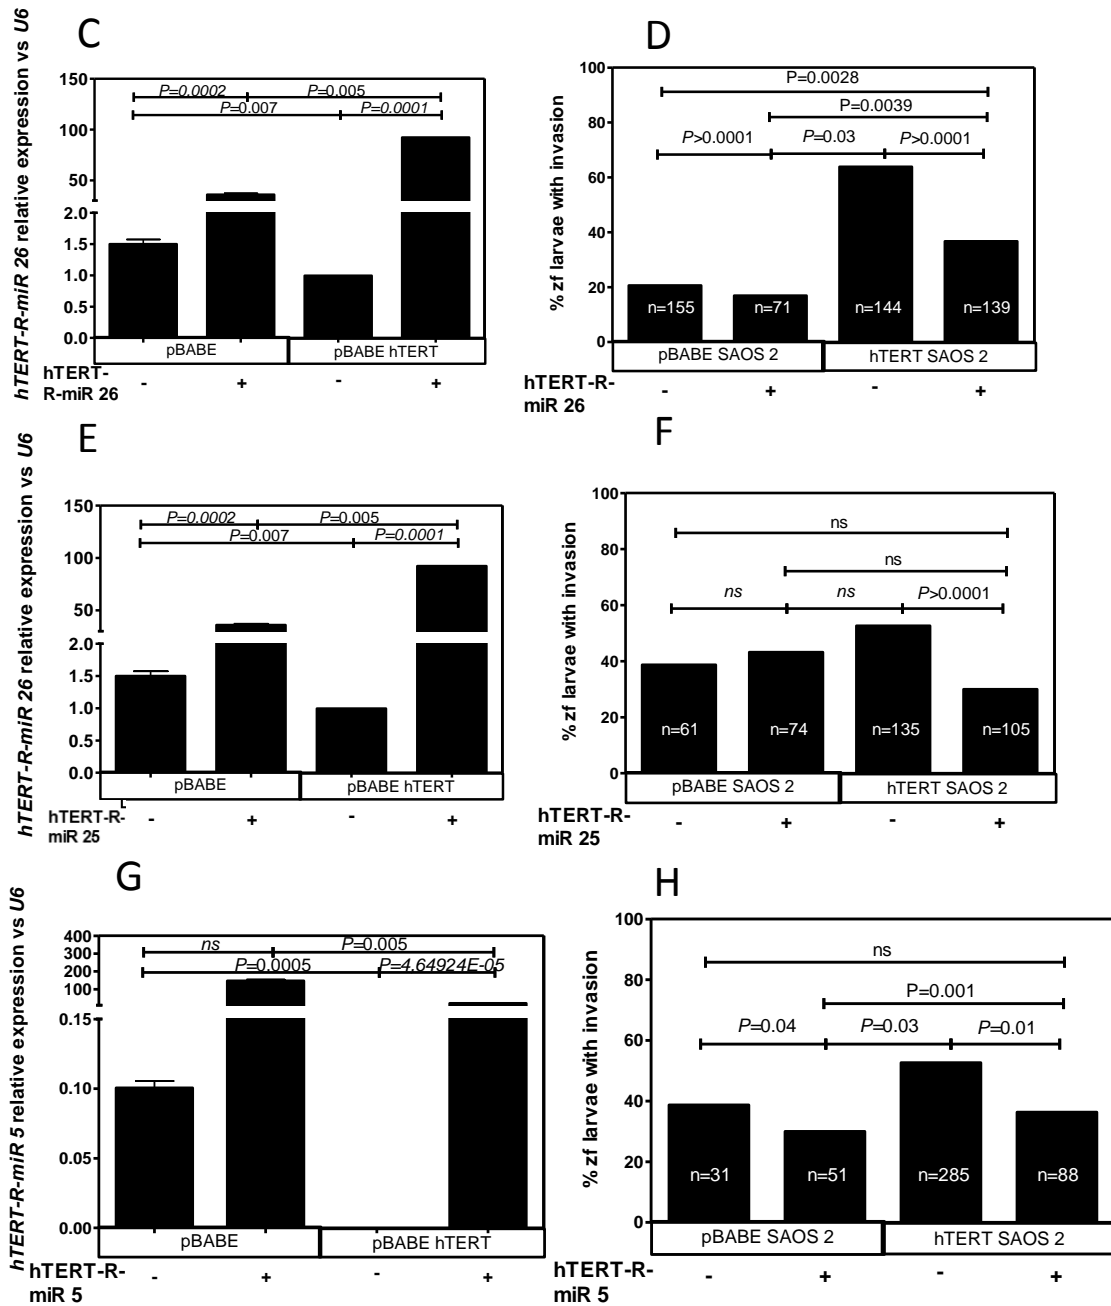 C
hTERT-R-miR 26 relative expression vs U6
150
100
50
2.0
1.5
1.0
0.5
0.0
P=0.0002
P=0.005
P=0.007
P=0.0001
pBABE
pBABE hTERT
hTERT-
R-miR 26
- + - +
D
% zf larvae with invasion
100
80
60
40
20
0
P=0.0028
P=0.0039
P>0.0001
P=0.03
P>0.0001
n=155
n=71
n=144
n=139
pBABE SAOS 2
hTERT SAOS 2
hTERT-R-
miR 26
- + - +
E
hTERT-R-miR 26 relative expression vs U6
150
100
50
2.0
1.5
1.0
0.5
0.0
P=0.0002
P=0.005
P=0.007
P=0.0001
pBABE
pBABE hTERT
hTERT-R-
miR 25
- + - +
F
% zf larvae with invasion
100
80
60
40
20
0
ns
ns
ns
ns
P>0.0001
n=61
n=74
n=135
n=105
pBABE SAOS 2
hTERT SAOS 2
hTERT-R-
miR 25
- + - +
G
hTERT-R-miR 5 relative expression vs U6
400
300
200
100
0.15
0.10
0.05
0.00
ns
P=0.005
P=0.0005
P=4.64924E-05
pBABE
pBABE hTERT
hTERT-R-
miR 5
- + - +
H
% zf larvae with invasion
100
80
60
40
20
0
ns
P=0.001
P=0.04
P=0.03
P=0.01
n=31
n=51
n=285
n=88
pBABE SAOS 2
hTERT SAOS 2
hTERT-R-
miR 5
- + - +